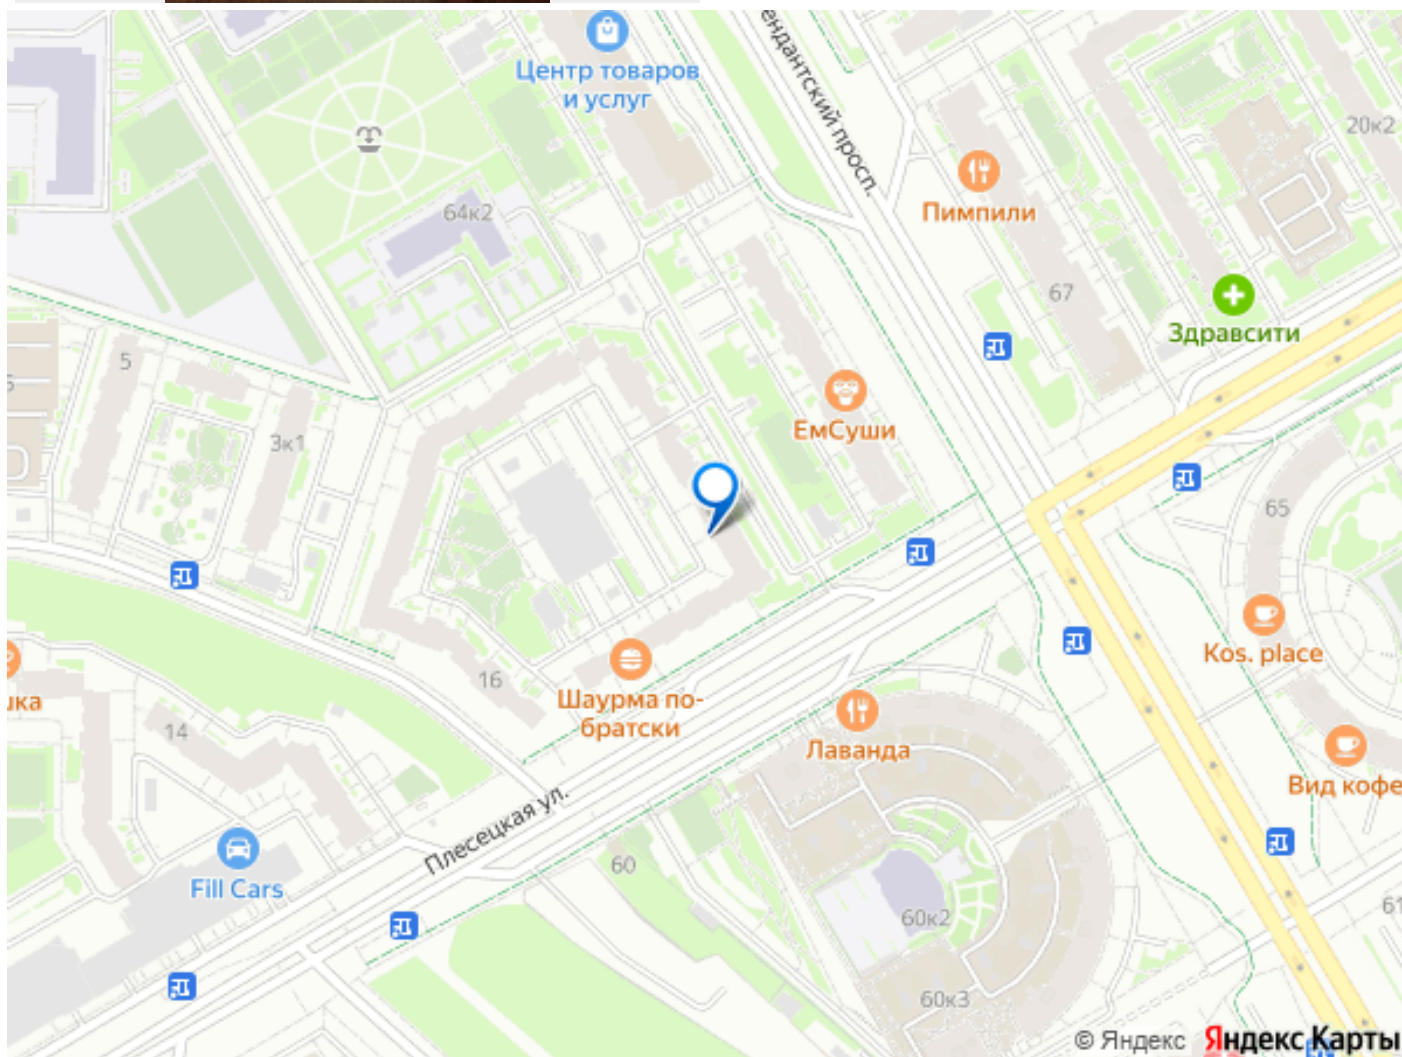 Центр товаров
и услуг
ендантский просп.
20к2
Пимпили
64к2
67
Здравсити
5
3к1
ЕмСуши
65
Kos. place
16
Шаурма по-
братски
шка
14
Лаванда
Вид кофе
Плесецкая ул.
Fill Cars
60
60к2
61
60к3
© Яндекс Яндекс Карты